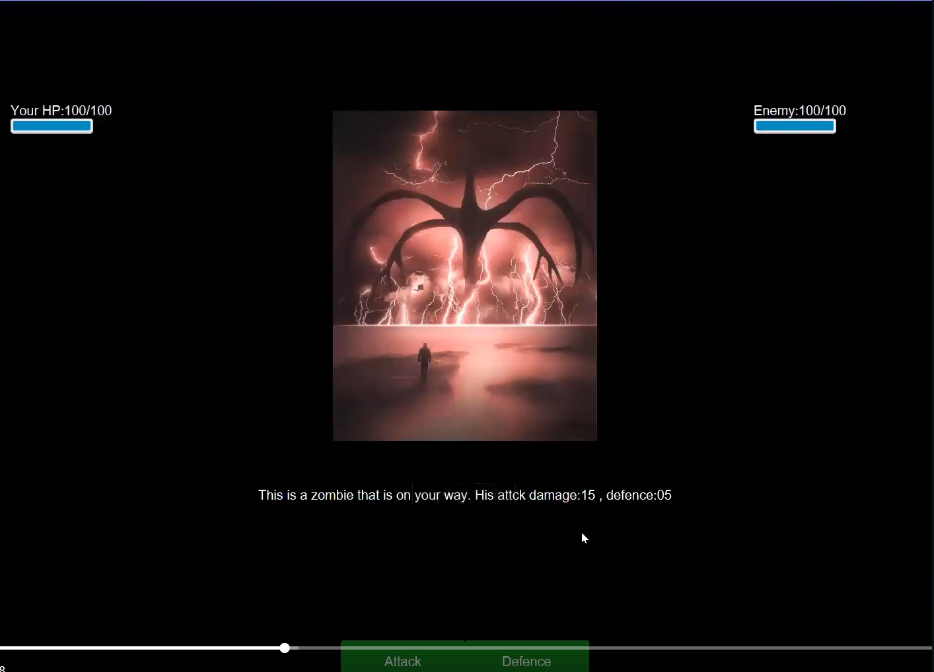 Your HP:100/100
Enemy:100/100
This is a zombie that is on your way. His attck damage:15 , defence:05
Attack
Defence